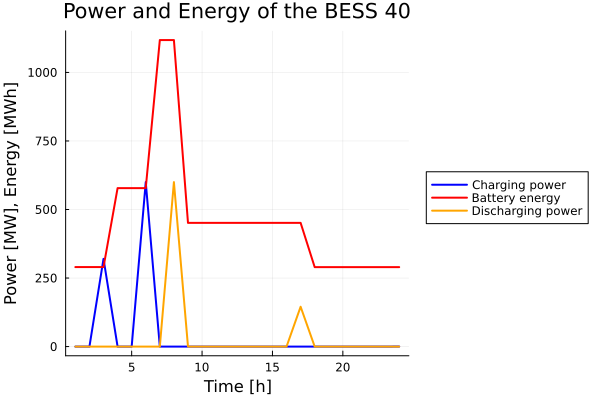 Power and Energy of the BESS 40
Power [MW], Energy [MWh]
1000
750
500
250
0
5
10
15
20
Time [h]
Charging power
Battery energy
Discharging power